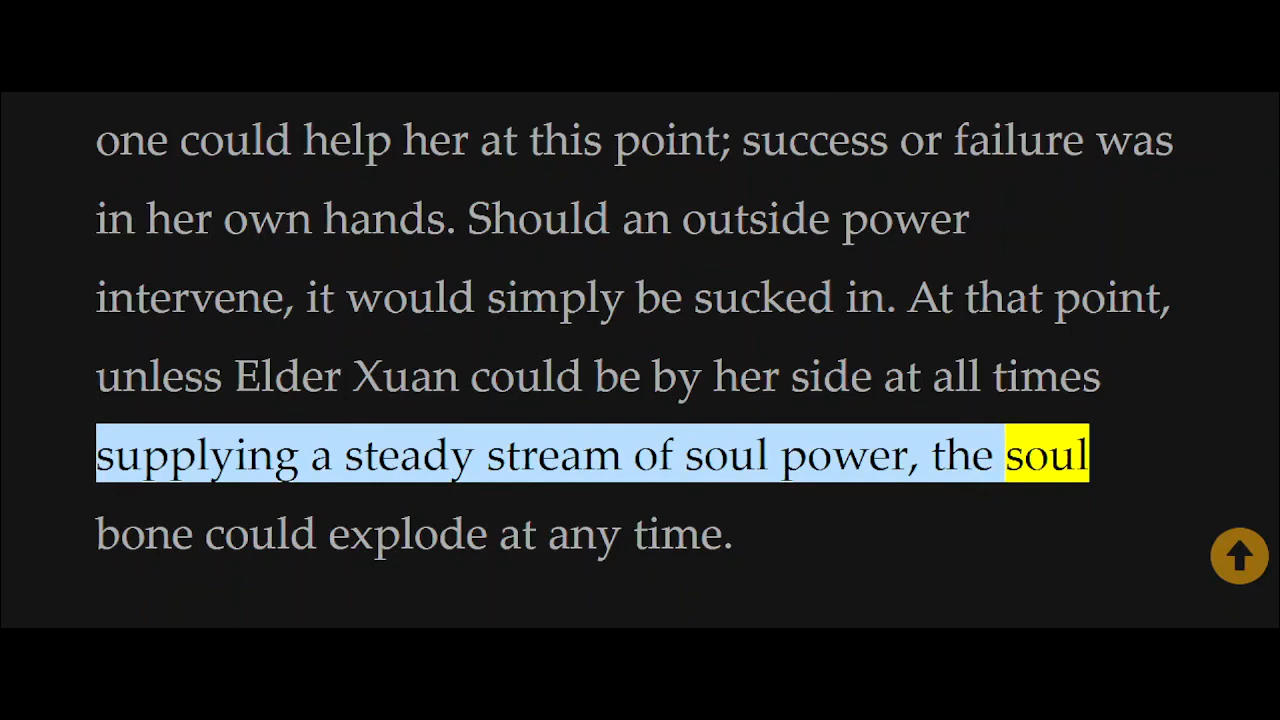 one could help her at this point; success or failure was
in her own hands. Should an outside power
intervene, it would simply be sucked in. At that point,
unless Elder Xuan could be by her side at all times
supplying a steady stream of soul power, the soul
bone could explode at any time.